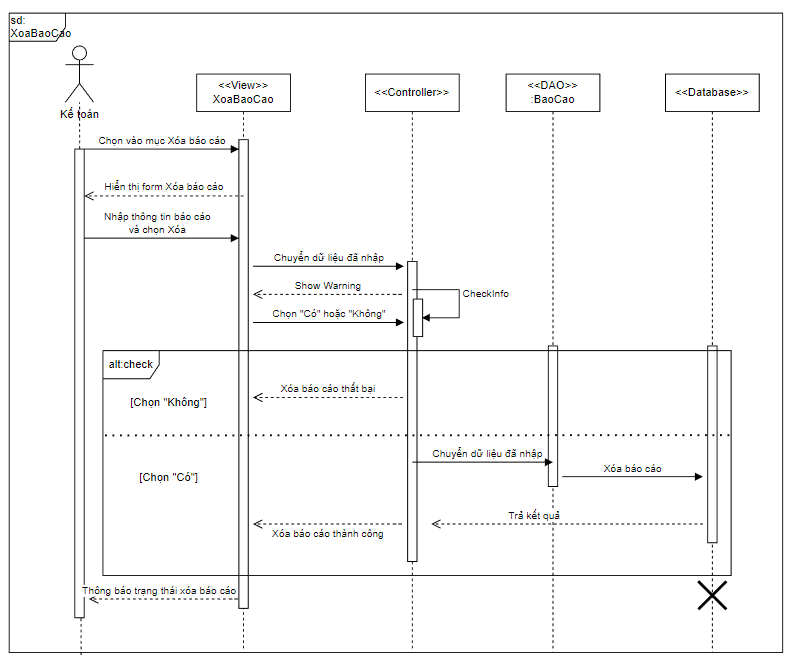 sd:
XoaBaoCao
Kế toán
<<View>>
XoaBaoCao
<<Controller>>
<<DAO>>
:BaoCao
<<Database>>
Chọn vào mục Xóa báo cáo
Hiển thị form Xóa báo cáo
Nhập thông tin báo cáo
và chọn Xóa
Chuyển dữ liệu đã nhập
Show Warning
CheckInfo
Chọn "Có" hoặc "Không"
alt:check
Xóa báo cáo thất bại
[Chọn "Không"]
Chuyển dữ liệu đã nhập
Xóa báo cáo
[Chọn "Có"]
Trả kết quả
Xóa báo cáo thành công
Thông báo trạng thái xóa báo cáo